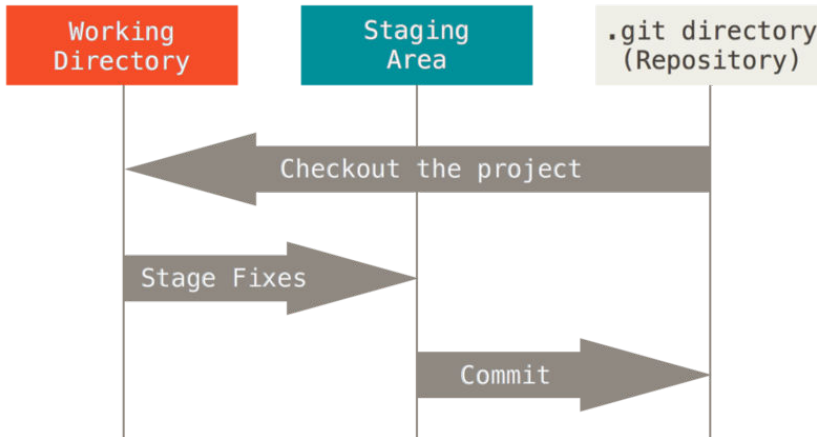 Working
Directory
Staging
Area
.git directory
(Repository)
Checkout the project
Stage Fixes
Commit